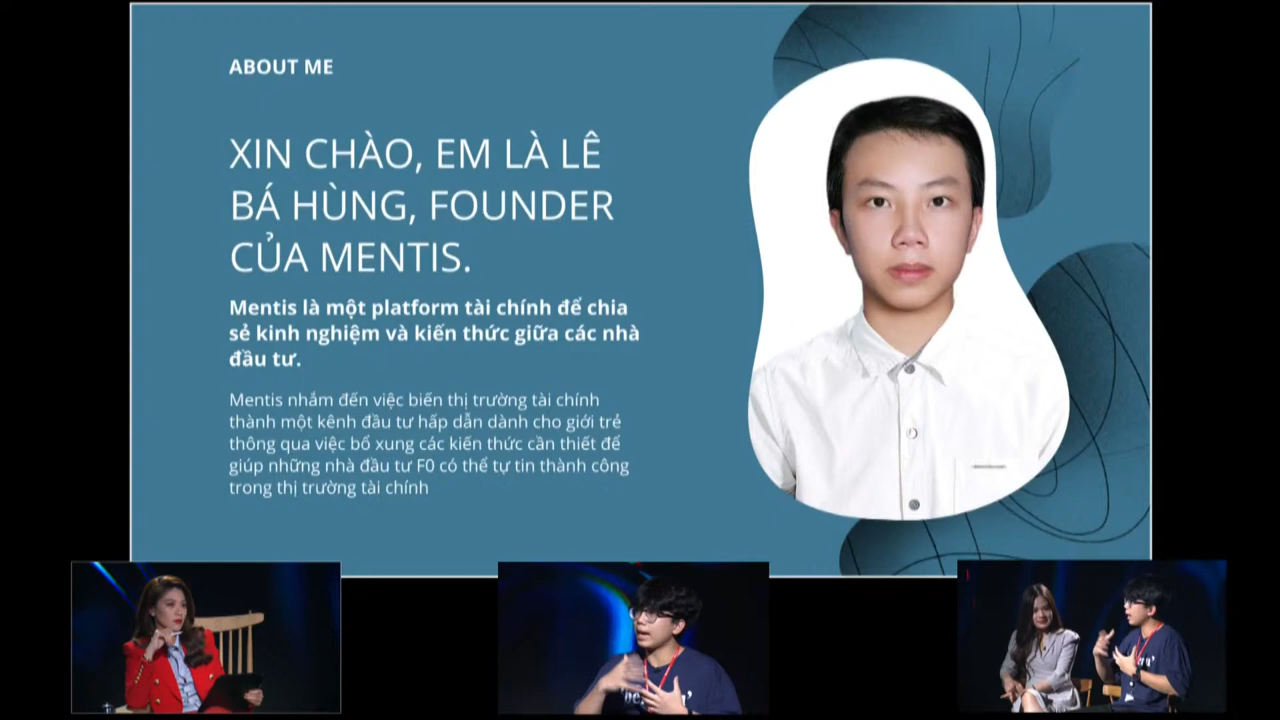 ABOUT ME
XIN CHÀO, EM LÀ LÊ
BÁ HÙNG, FOUNDER
CỦA MENTIS.
Mentis là một platform tài chính để chia
sẻ kinh nghiệm và kiến thức giữa các nhà
đầu tư.
Mentis nhắm đến việc biến thị trường tài chính
thành một kênh đầu tư hấp dẫn dành cho giới trẻ
thông qua việc bổ xung các kiến thức cần thiết để
giúp những nhà đầu tư F0 có thể tự tin thành công
trong thị trường tài chính